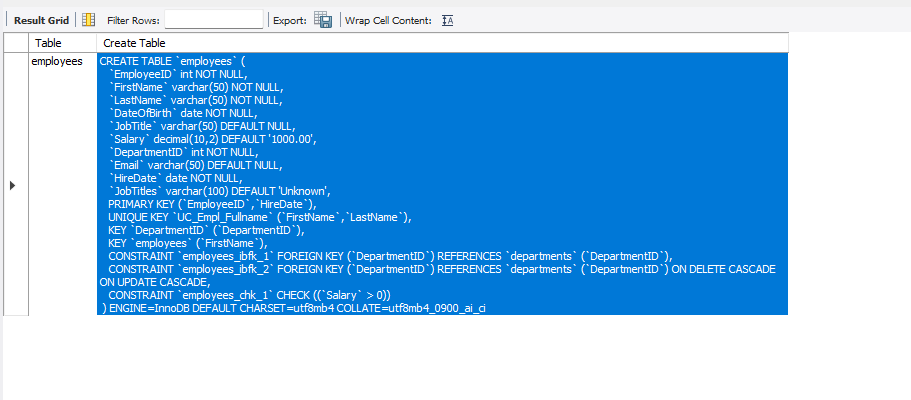 Result Grid Filter Rows: Export: Wrap Cell Content: IA
Table Create Table
employees CREATE TABLE `employees` (
`EmployeeID` int NOT NULL,
`FirstName` varchar(50) NOT NULL,
`LastName` varchar(50) NOT NULL,
`DateOfBirth` date NOT NULL,
`JobTitle` varchar(50) DEFAULT NULL,
`Salary` decimal(10,2) DEFAULT '1000.00',
`DepartmentID` int NOT NULL,
`Email` varchar(50) DEFAULT NULL,
`HireDate` date NOT NULL,
`JobTitles` varchar(100) DEFAULT 'Unknown',
PRIMARY KEY (`EmployeeID`,`HireDate`),
UNIQUE KEY `UC_Empl_Fullname` (`FirstName`,`LastName`),
KEY `DepartmentID` (`DepartmentID`),
KEY `employees` (`FirstName`),
CONSTRAINT `employees_ibfk_1` FOREIGN KEY (`DepartmentID`) REFERENCES `departments` (`DepartmentID`),
CONSTRAINT `employees_ibfk_2` FOREIGN KEY (`DepartmentID`) REFERENCES `departments` (`DepartmentID`) ON DELETE CASCADE
ON UPDATE CASCADE,
CONSTRAINT `employees_chk_1` CHECK ((`Salary` > 0))
) ENGINE=InnoDB DEFAULT CHARSET=utf8mb4 COLLATE=utf8mb4_0900_ai_ci